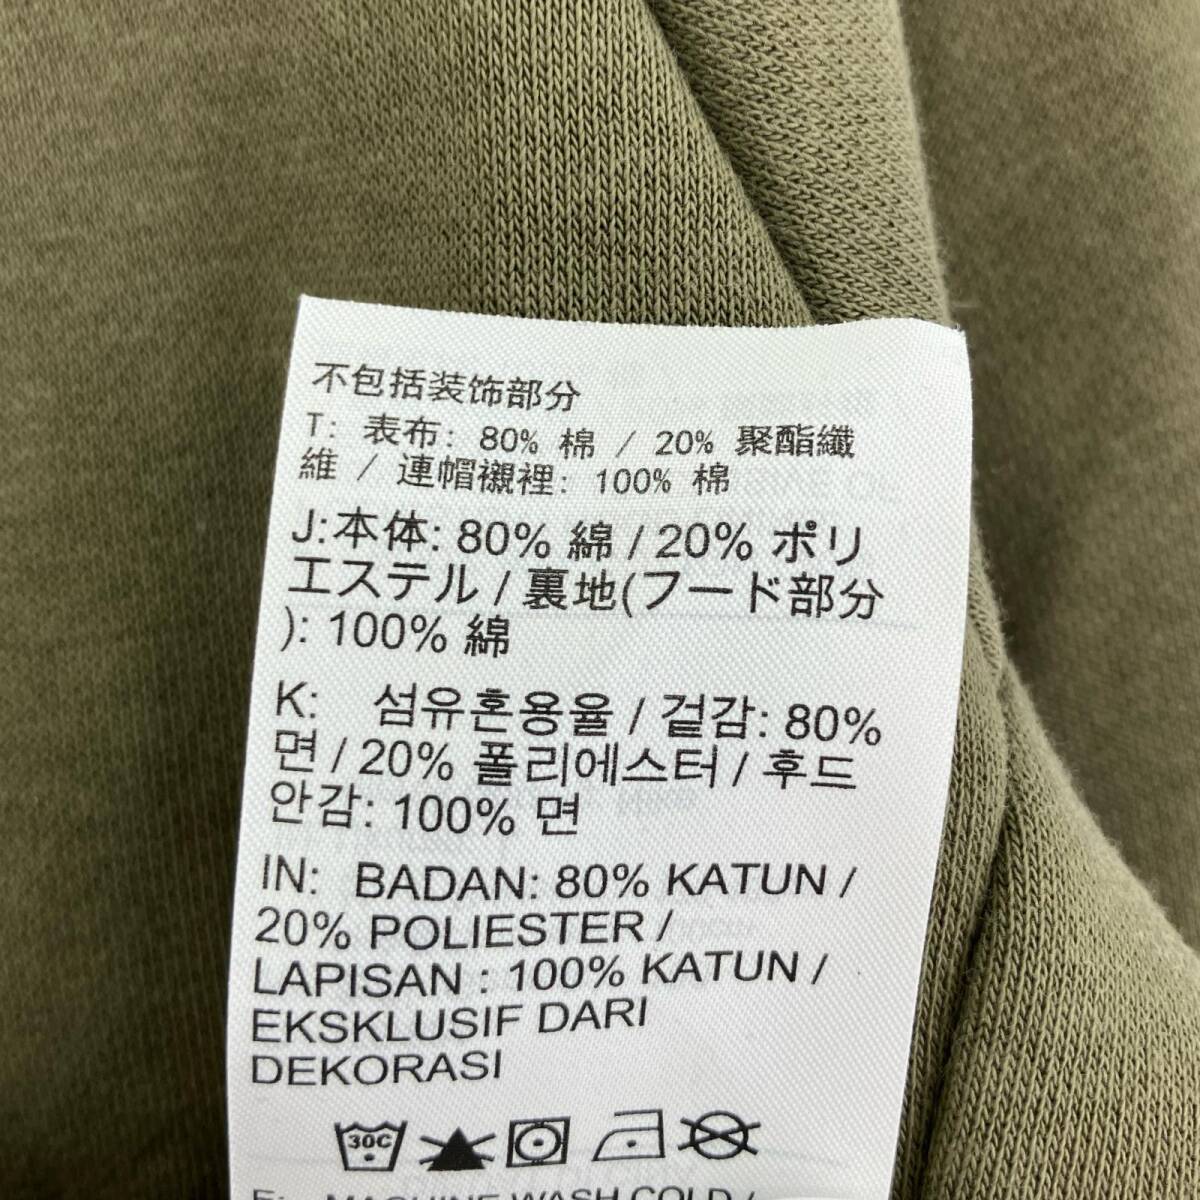 不包括装饰部分
T: 表布: 80% 棉 / 20% 聚酯纖
維 / 連帽襯裡: 100% 棉
J:本体: 80% 綿 / 20% ポリ
エステル / 裏地(フード部分
): 100% 綿
K: 섬유혼용율 / 겉감: 80%
면 / 20% 폴리에스터 / 후드
안감: 100% 면
IN: BADAN: 80% KATUN /
20% POLIESTER /
LAPISAN : 100% KATUN /
EKSKLUSIF DARI
DEKORASI
30C
E: MACHINE WASH COLD /